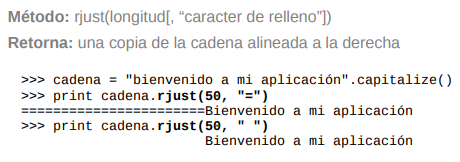 Método: rjust(longitud[, “caracter de relleno”])
Retorna: una copia de la cadena alineada a la derecha
>>> cadena = "bienvenido a mi aplicación".capitalize()
>>> print cadena.rjust(50, "=")
========================Bienvenido a mi aplicación
>>> print cadena.rjust(50, " ")
                        Bienvenido a mi aplicación